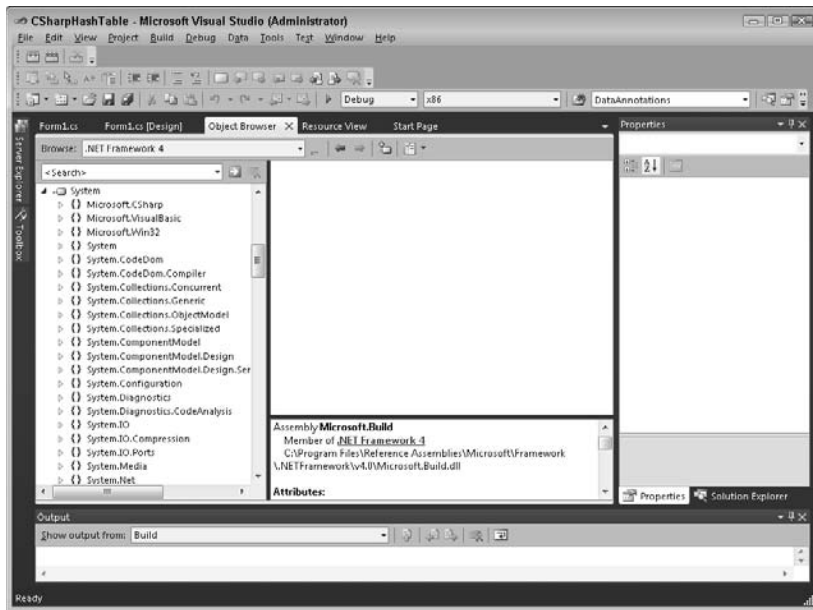 CSharpHashTable - Microsoft Visual Studio (Administrator)
File Edit View Project Build Debug Data Tools Test Window Help
Debug x86 DataAnnotations
Form1.cs Form1.cs [Design] Object Browser Resource View Start Page
Properties
Server Explorer
Toolbox
Browse: .NET Framework 4
<Search>
System
{} Microsoft.CSharp
{} Microsoft.VisualBasic
{} Microsoft.Win32
{} System
{} System.CodeDom
{} System.CodeDom.Compiler
{} System.Collections.Concurrent
{} System.Collections.Generic
{} System.Collections.ObjectModel
{} System.Collections.Specialized
{} System.ComponentModel
{} System.ComponentModel.Design
{} System.ComponentModel.Design.Ser
{} System.Configuration
{} System.Diagnostics
{} System.Diagnostics.CodeAnalysis
{} System.IO
{} System.IO.Compression
{} System.IO.Ports
{} System.Media
{} System.Net
Assembly Microsoft.Build
Member of .NET Framework 4
C:\Program Files\Reference Assemblies\Microsoft\Framework
\.NETFramework\v4.0\Microsoft.Build.dll
Attributes:
Properties Solution Explorer
Output
Show output from: Build
Ready